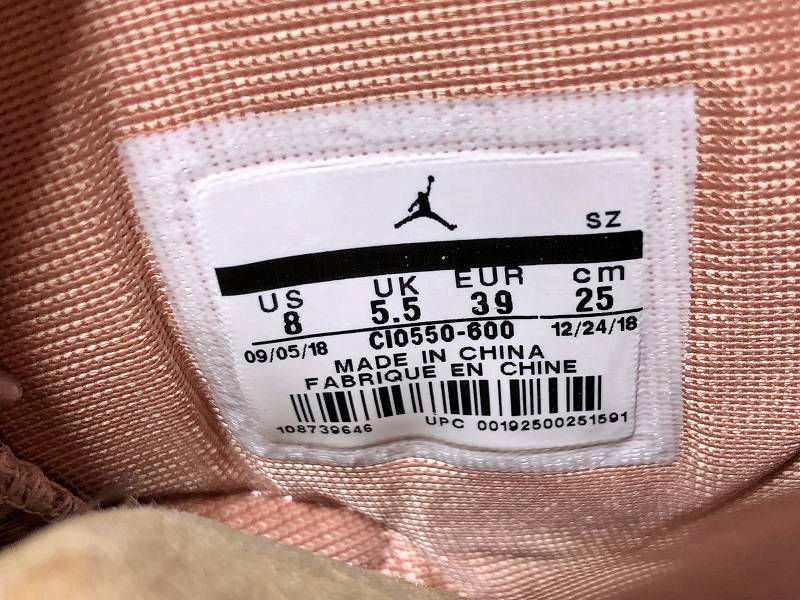 SZ
US UK EUR cm
8 5.5 39 25
09/05/18 CI0550-600 12/24/18
MADE IN CHINA
FABRIQUE EN CHINE
108739646 UPC 00192500251591